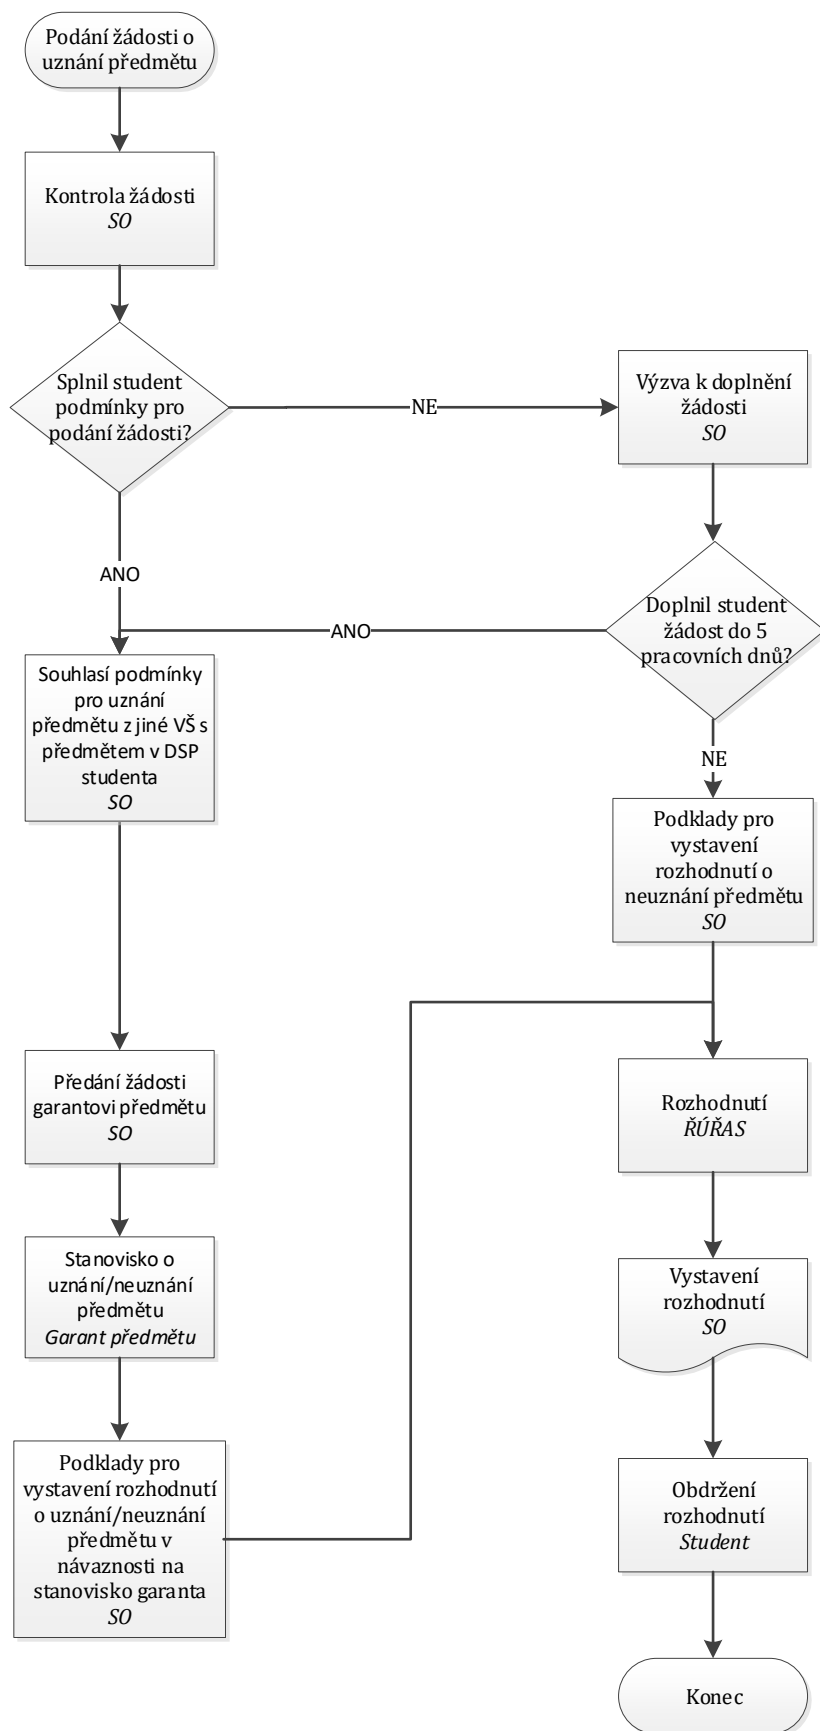 Podání žádosti o
uznání předmětu
Kontrola žádosti
SO
Splnil student
podmínky pro
podání žádosti?
NE
Výzva k doplnění
žádosti
SO
ANO
Doplnil student
žádost do 5
pracovních dnů?
ANO
NE
Souhlasí podmínky
pro uznání
předmětu z jiné VŠ s
předmětem v DSP
studenta
SO
Podklady pro
vystavení
rozhodnutí o
neuznání předmětu
SO
Předání žádosti
garantovi předmětu
SO
Stanovisko o
uznání/neuznání
předmětu
Garant předmětu
Podklady pro
vystavení rozhodnutí
o uznání/neuznání
předmětu v
návaznosti na
stanovisko garanta
SO
Rozhodnutí
ŘÚŘAS
Vystavení
rozhodnutí
SO
Obdržení
rozhodnutí
Student
Konec